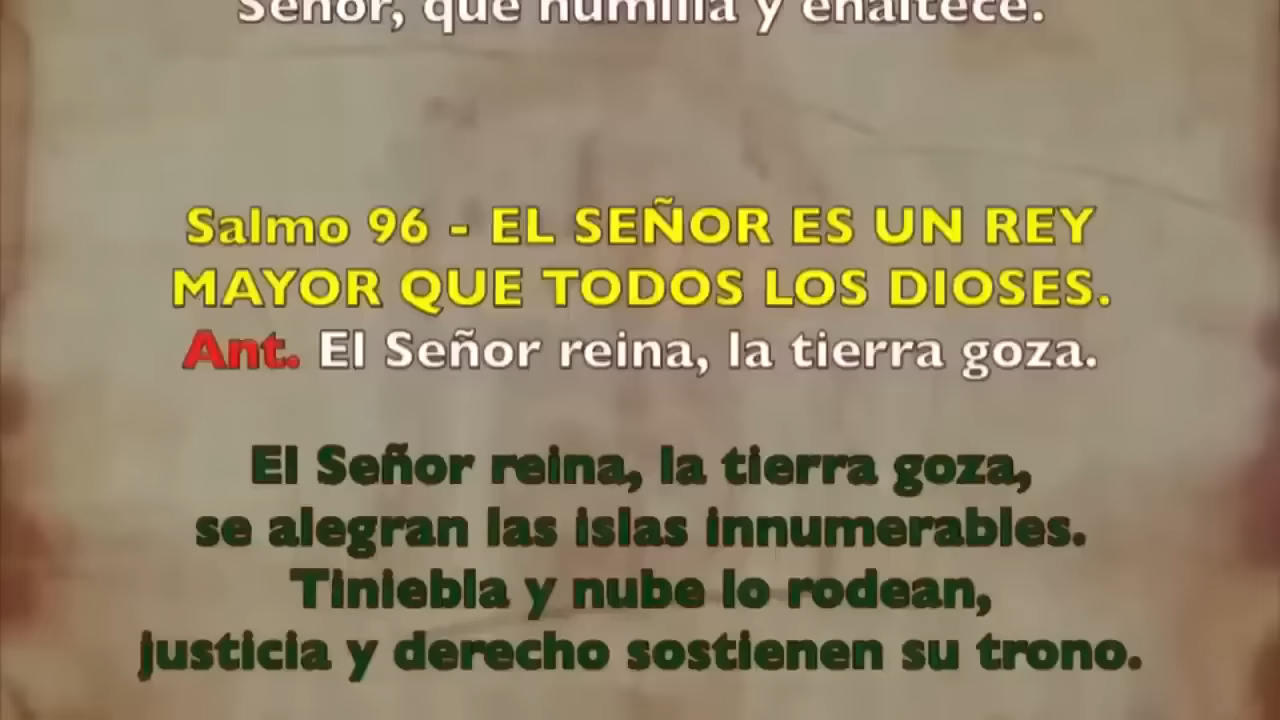 Señor, que humilla y enaltece.
Salmo 96 - EL SEÑOR ES UN REY
MAYOR QUE TODOS LOS DIOSES.
Ant. El Señor reina, la tierra goza.
El Señor reina, la tierra goza,
se alegran las islas innumerables.
Tiniebla y nube lo rodean,
justicia y derecho sostienen su trono.